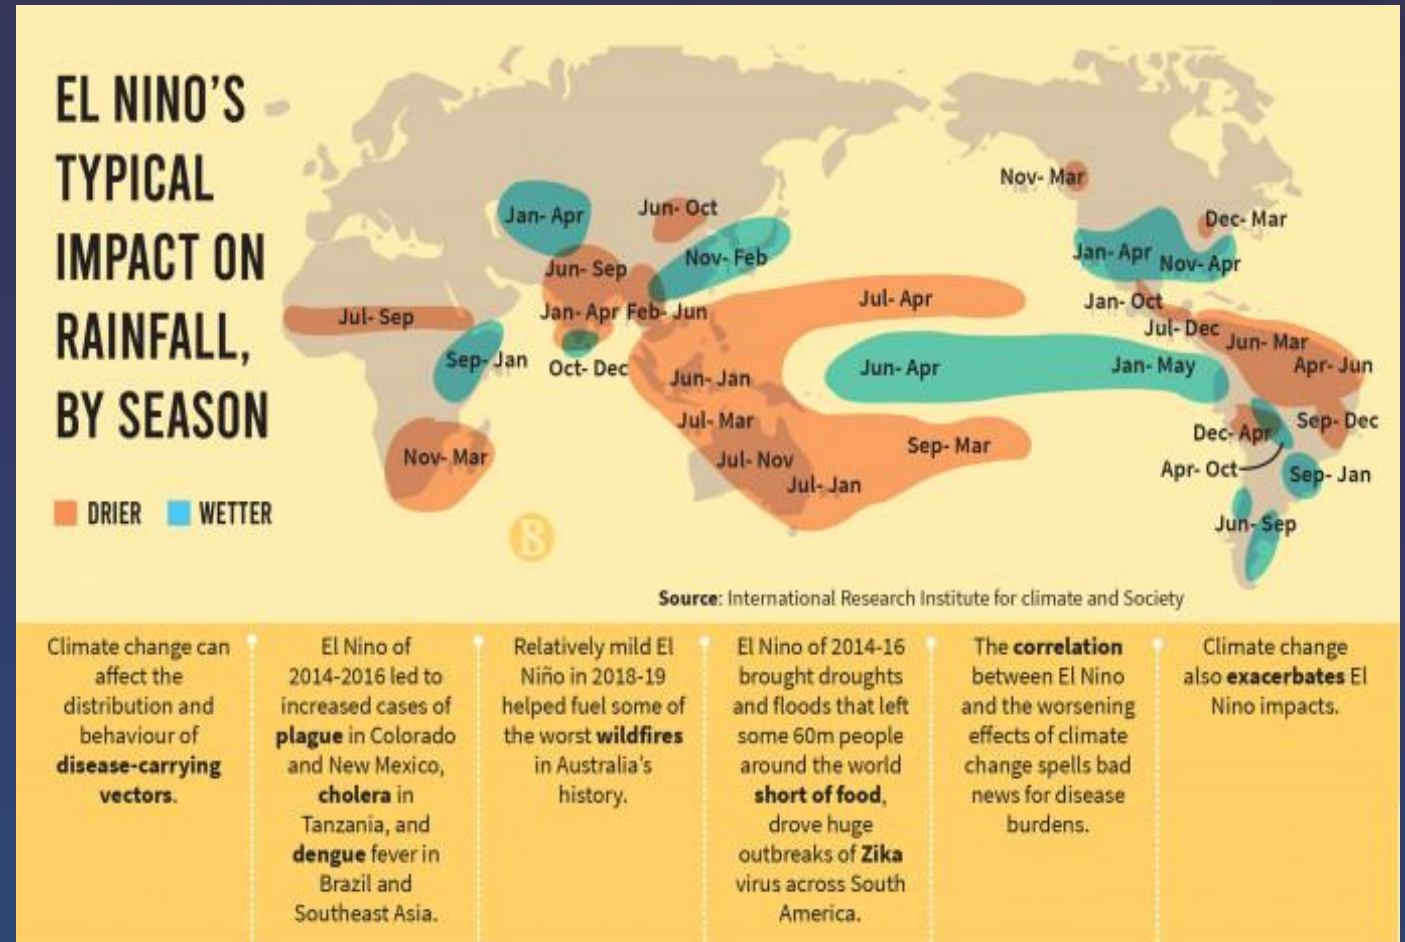 EL NINO'S
TYPICAL
IMPACT ON
RAINFALL,
BY SEASON
DRIER
WETTER
Jul- Sep
Sep- Jan
Nov- Mar
Jan- Apr
Jun- Sep
Jan- Apr
Oct- Dec
Jun- Oct
Nov- Feb
Feb- Jun
Jun- Jan
Jul- Mar
Jul- Nov
Jul- Jan
Jul- Apr
Jun- Apr
Sep- Mar
Nov- Mar
Dec- Mar
Jan- Apr
Nov- Apr
Jan- Oct
Jul- Dec
Jun- Mar
Jan- May
Apr- Jun
Dec- Apr
Sep- Dec
Apr- Oct
Sep- Jan
Jun- Sep
B
Source: International Research Institute for climate and Society
Climate change can
affect the
distribution and
behaviour of
disease-carrying
vectors.
El Nino of
2014-2016 led to
increased cases of
plague in Colorado
and New Mexico,
cholera in
Tanzania, and
dengue fever in
Brazil and
Southeast Asia.
Relatively mild El
Niño in 2018-19
helped fuel some of
the worst wildfires
in Australia's
history.
El Nino of 2014-16
brought droughts
and floods that left
some 60m people
around the world
short of food,
drove huge
outbreaks of Zika
virus across South
America.
The correlation
between El Nino
and the worsening
effects of climate
change spells bad
news for disease
burdens.
Climate change
also exacerbates El
Nino impacts.